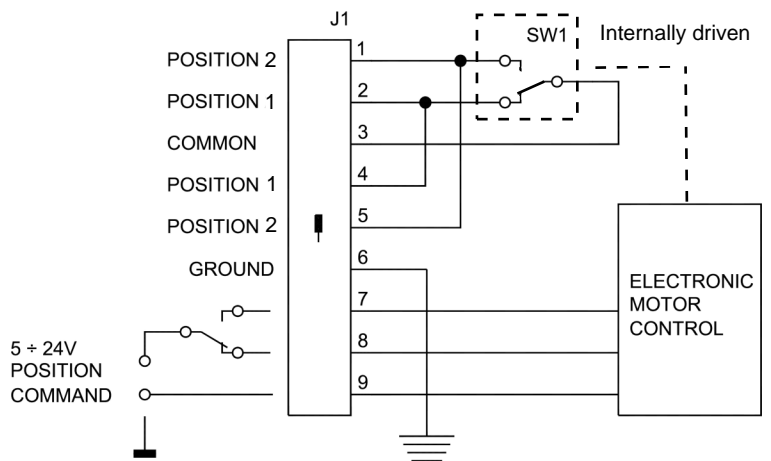 J1
SW1
Internally driven
POSITION 2
1
POSITION 1
2
COMMON
3
POSITION 1
4
POSITION 2
5
GROUND
6
7
8
9
5 ÷ 24V
POSITION
COMMAND
ELECTRONIC
MOTOR
CONTROL